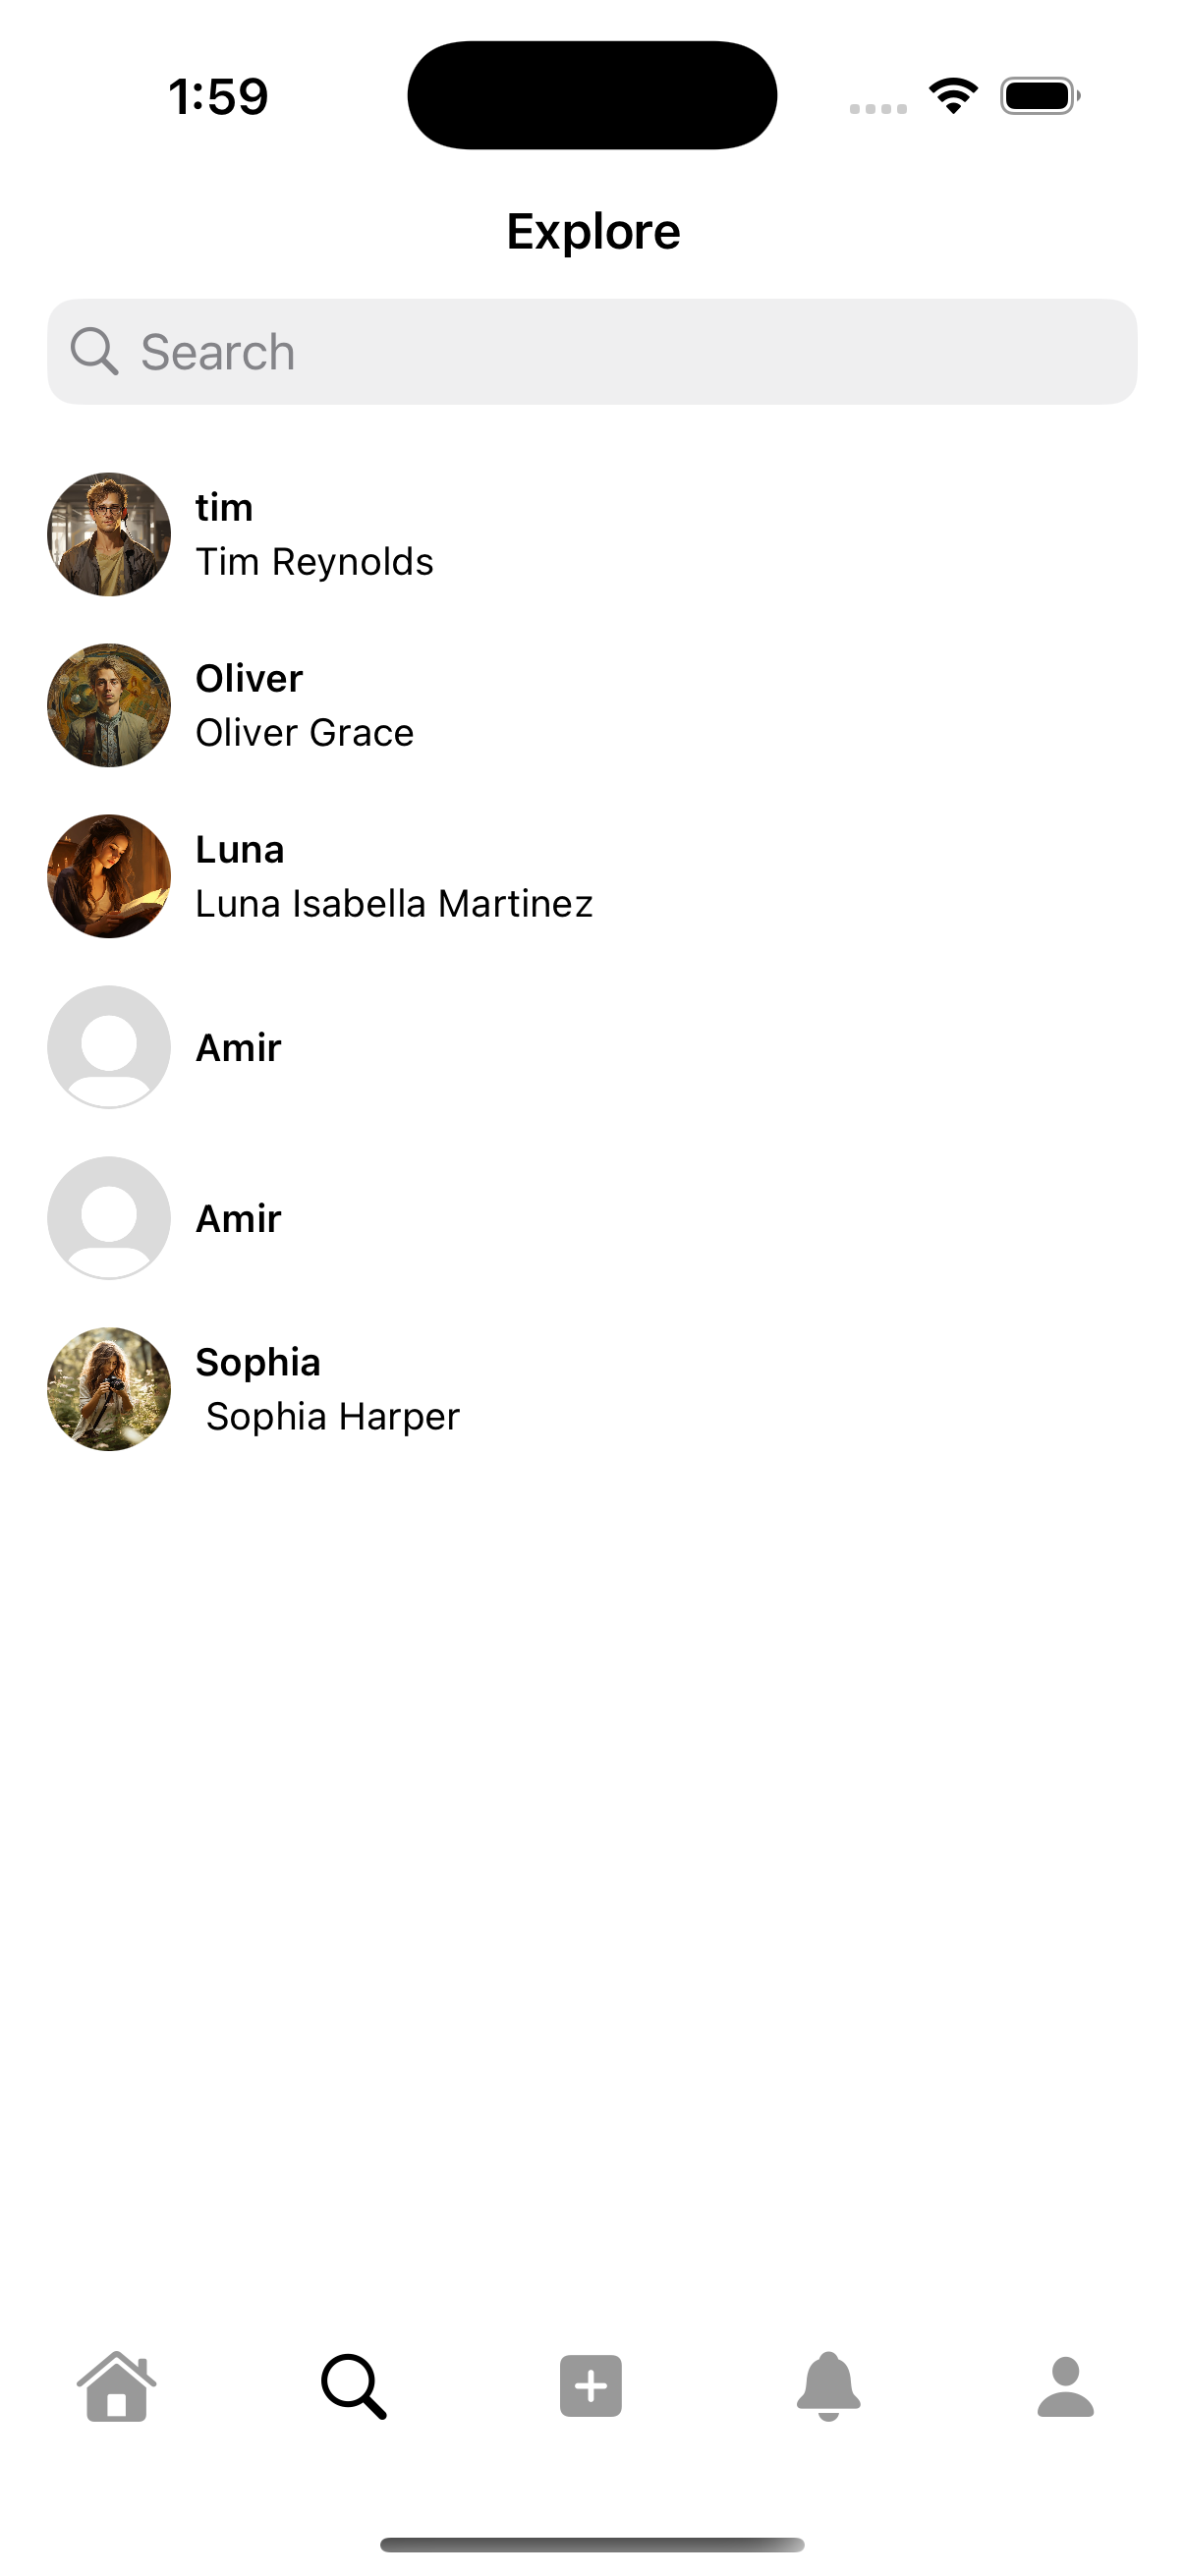 1:59
Explore
Search
tim
Tim Reynolds
Oliver
Oliver Grace
Luna
Luna Isabella Martinez
Amir
Amir
Sophia
Sophia Harper